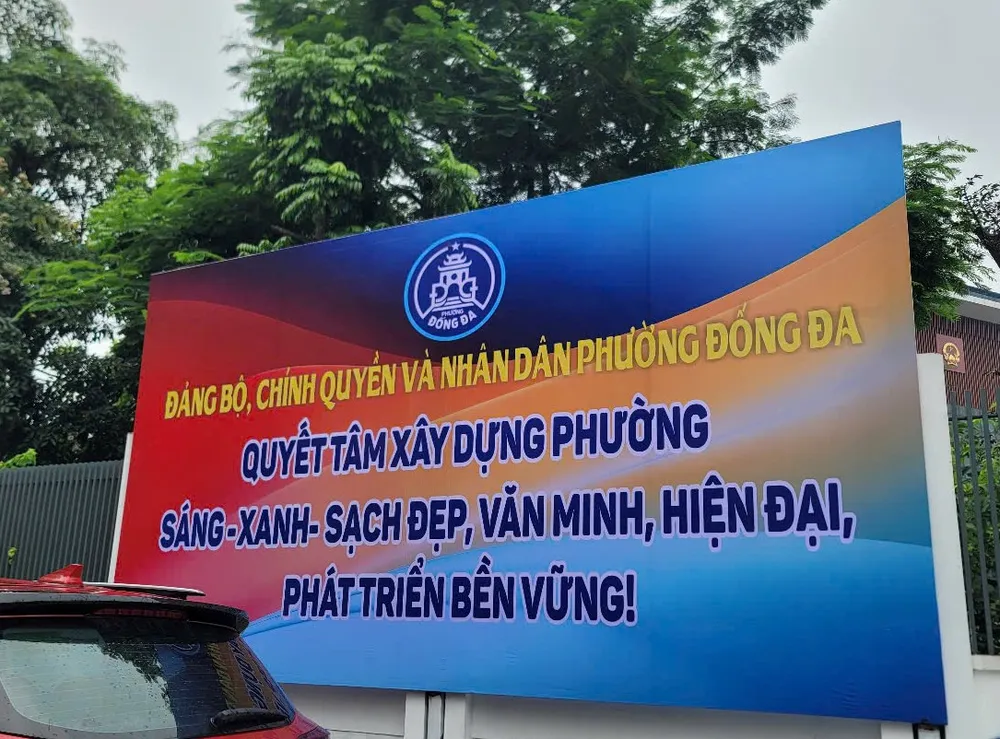 PHƯỜNG
ĐỐNG ĐA
ĐẢNG BỘ, CHÍNH QUYỀN VÀ NHÂN DÂN PHƯỜNG ĐỐNG ĐA
QUYẾT TÂM XÂY DỰNG PHƯỜNG
SÁNG -XANH- SẠCH ĐẸP, VĂN MINH, HIỆN ĐẠI,
PHÁT TRIỂN BỀN VỮNG!